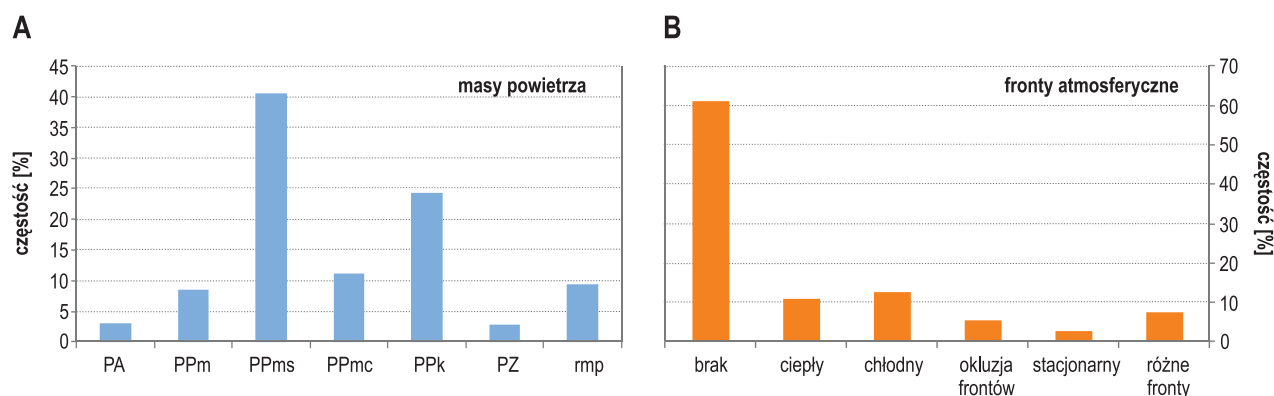 A
masy powietrza
częstość [%]
45
40
35
30
25
20
15
10
5
0
PA PPm PPms PPmc PPk PZ rmp
B
fronty atmosferyczne
częstość [%]
70
60
50
40
30
20
10
0
brak ciepły chłodny okluzja frontów stacjonarny różne fronty